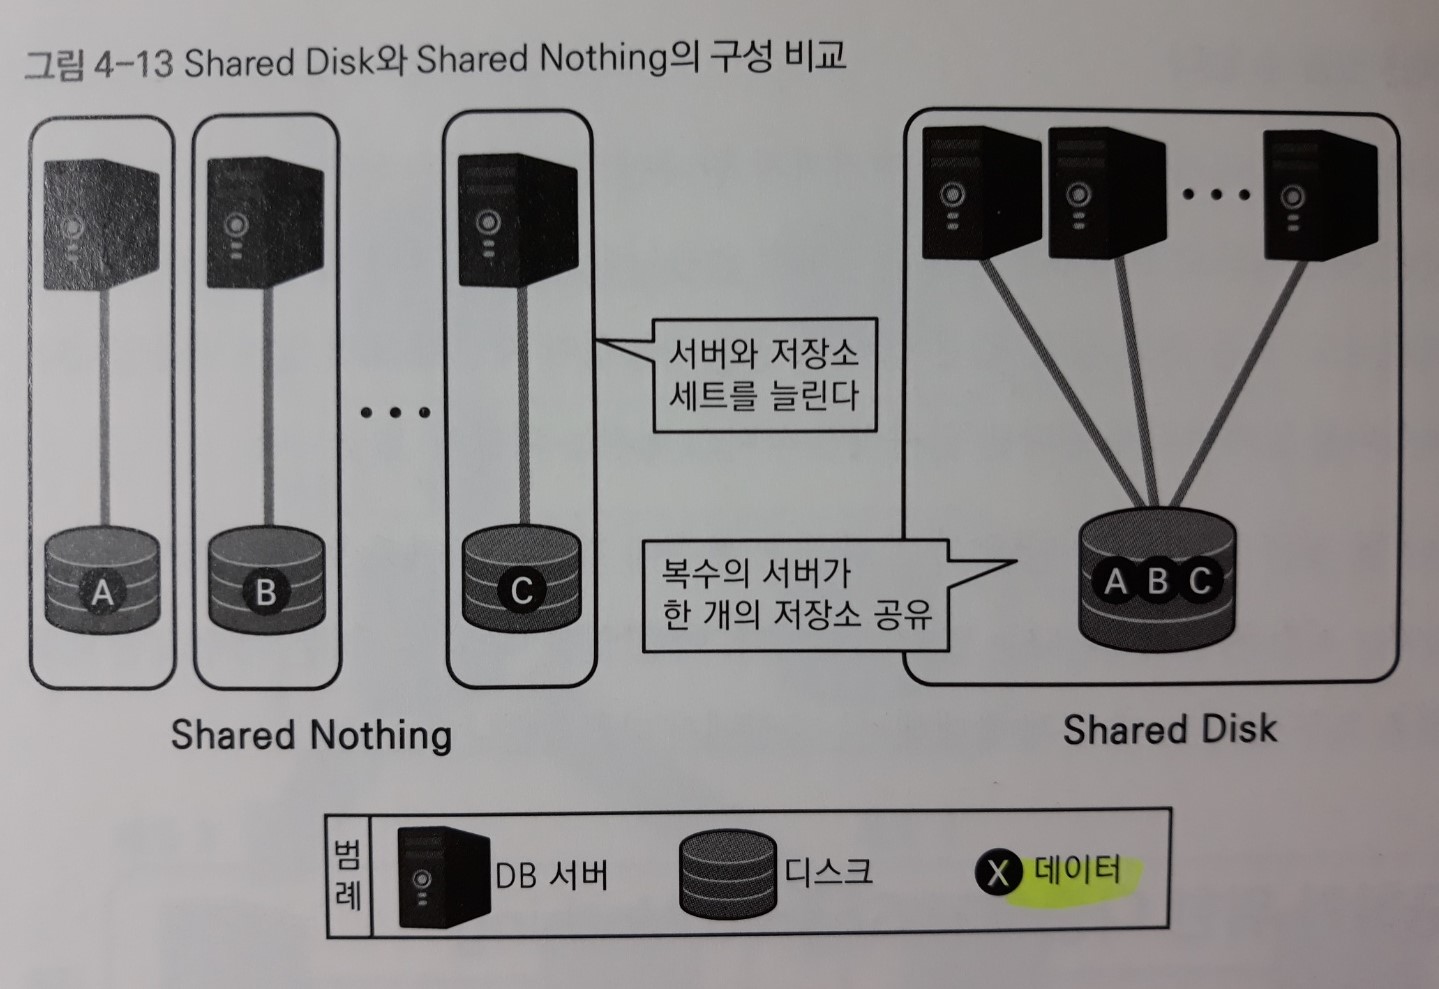 그림 4-13 Shared Disk와 Shared Nothing의 구성 비교
서버와 저장소
세트를 늘린다
복수의 서버가
한 개의 저장소 공유
A
B
C
A B C
Shared Nothing
Shared Disk
범례
DB 서버
디스크
X 데이터